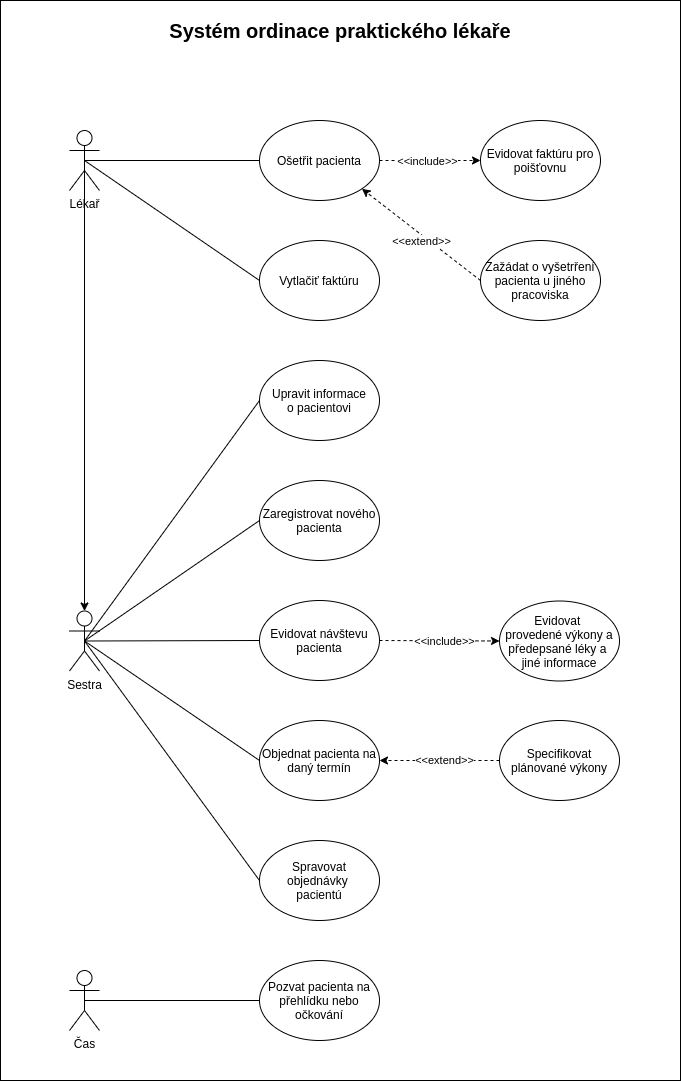 Systém ordinace praktického lékaře
Lékař
Ošetřit pacienta
<<include>>
Evidovat faktúru pro
poišťovnu
<<extend>>
Vytlačiť faktúru
Zažádat o vyšetrření
pacienta u jiného
pracoviska
Upravit informace
o pacientovi
Zaregistrovat nového
pacienta
Sestra
Evidovat návštevu
pacienta
<<include>>
Evidovat
provedené výkony a
předepsané léky a
jiné informace
Objednat pacienta na
daný termín
<<extend>>
Specifikovat
plánované výkony
Spravovat
objednávky
pacientú
Čas
Pozvat pacienta na
přehlídku nebo
očkování